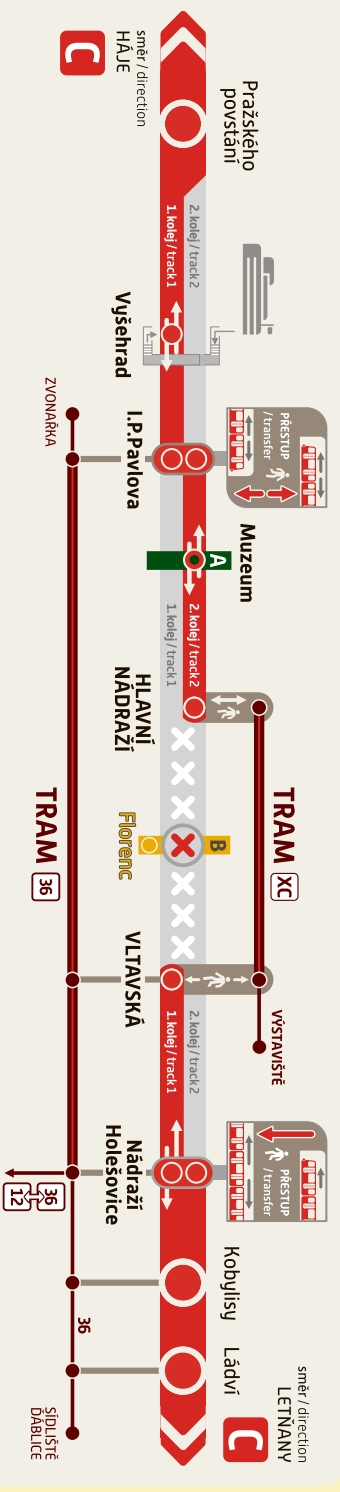 C
směr / direction
HÁJE
Pražského
povstání
2. kolej / track 2
1. kolej / track 1
Vyšehrad
I.P.Pavlova
PŘESTUP
/ transfer
A
Muzeum
2. kolej / track 2
1. kolej / track 1
HLAVNÍ
NÁDRAŽÍ
B
Florenc
TRAM XC
VÝSTAVIŠTĚ
VLTAVSKÁ
2. kolej / track 2
1. kolej / track 1
Nádraží
Holešovice
PŘESTUP
/ transfer
Kobylisy
Ládví
směr / direction
LETŇANY
C
ZVONAŘKA
TRAM 36
36
12
36
SÍDLIŠTĚ
ĎÁBLICE